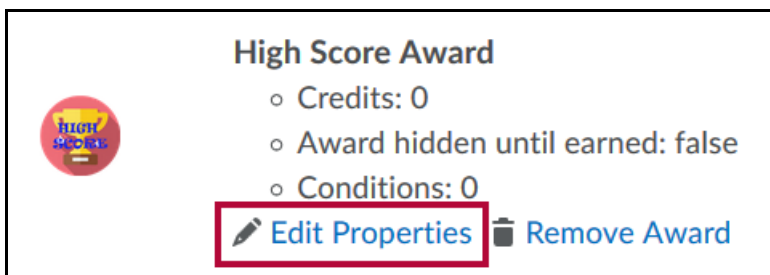 High Score Award
HIGH
SCORE
Credits: 0
Award hidden until earned: false
Conditions: 0
Edit Properties Remove Award